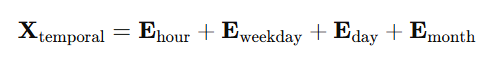 X_temporal = E_hour + E_weekday + E_day + E_month